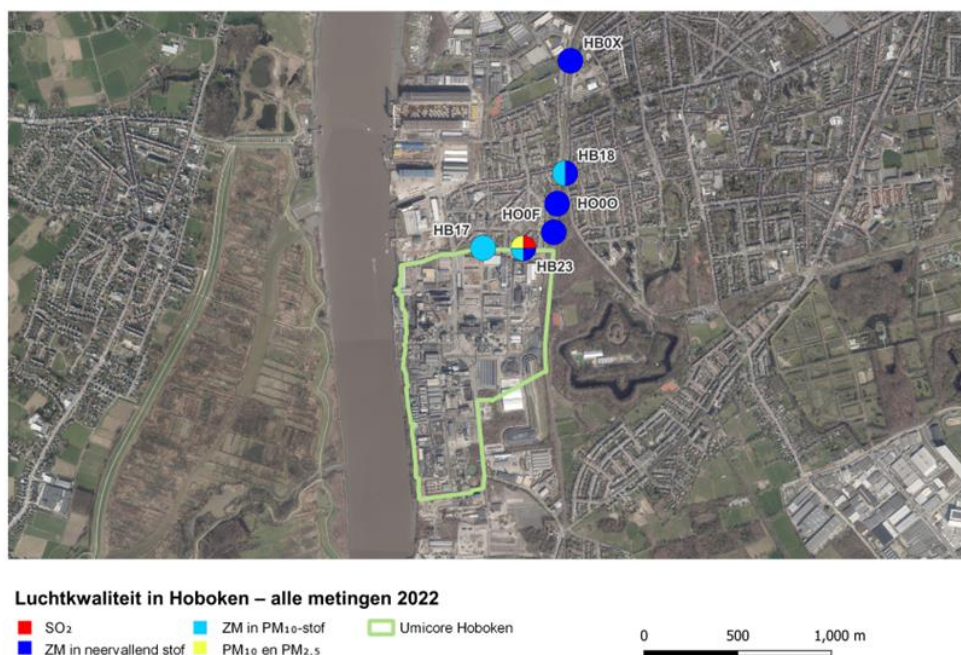 HB0X
HB18
HO0F
HO0O
HB17
HB23
Luchtkwaliteit in Hoboken – alle metingen 2022
SO₂
ZM in PM₁₀-stof
Umicore Hoboken
ZM in neervallend stof
PM₁₀ en PM₂.₅
0 500 1,000 m